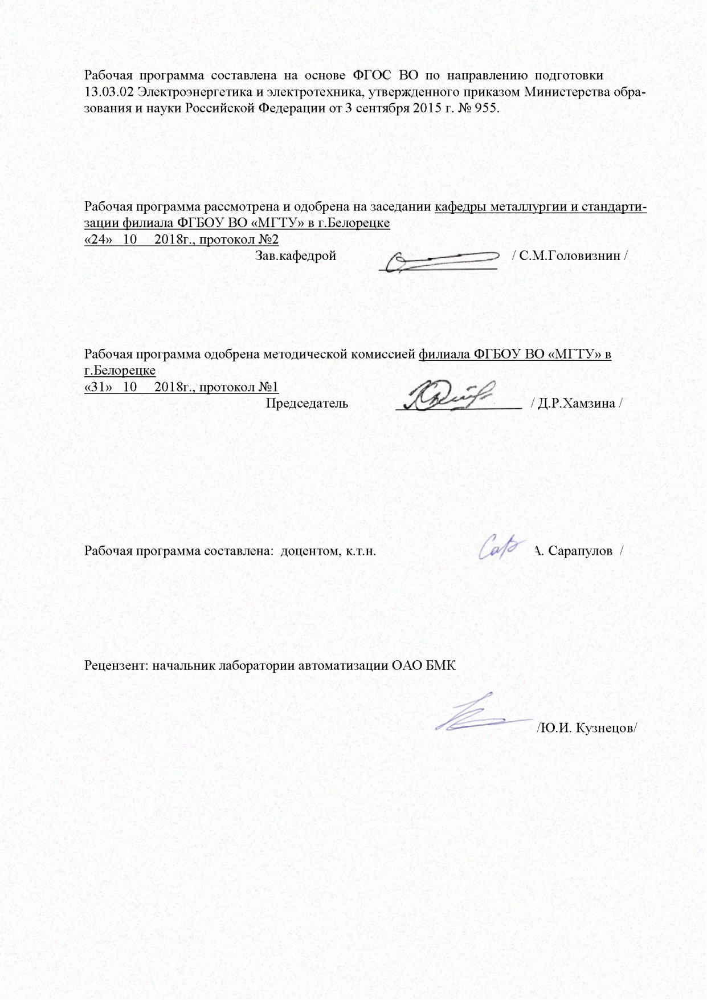 Рабочая программа составлена на основе ФГОС ВО по направлению подготовки
13.03.02 Электроэнергетика и электротехника, утвержденного приказом Министерства обра-
зования и науки Российской Федерации от 3 сентября 2015 г. № 955.
Рабочая программа рассмотрена и одобрена на заседании кафедры металлургии и стандарти-
зации филиала ФГБОУ ВО «МГТУ» в г.Белорецке
«24» 10 2018г., протокол №2
Зав.кафедрой / С.М.Головизнин /
Рабочая программа одобрена методической комиссией филиала ФГБОУ ВО «МГТУ» в
г.Белорецке
«31» 10 2018г., протокол №1
Председатель / Д.Р.Хамзина /
Рабочая программа составлена: доцентом, к.т.н. А. Сарапулов /
Рецензент: начальник лаборатории автоматизации ОАО БМК
/Ю.И. Кузнецов/